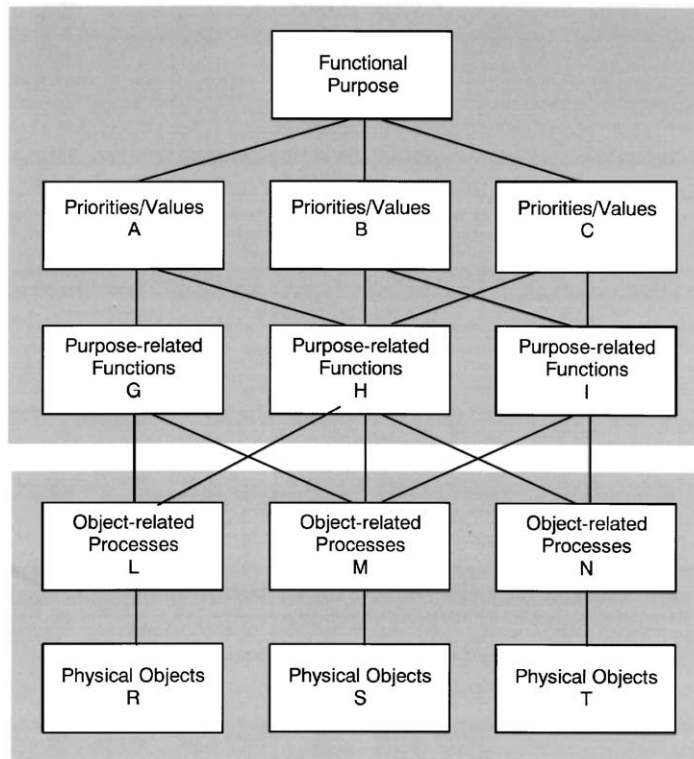 Functional
Purpose
Priorities/Values
A
Priorities/Values
B
Priorities/Values
C
Purpose-related
Functions
G
Purpose-related
Functions
H
Purpose-related
Functions
I
Object-related
Processes
L
Object-related
Processes
M
Object-related
Processes
N
Physical Objects
R
Physical Objects
S
Physical Objects
T